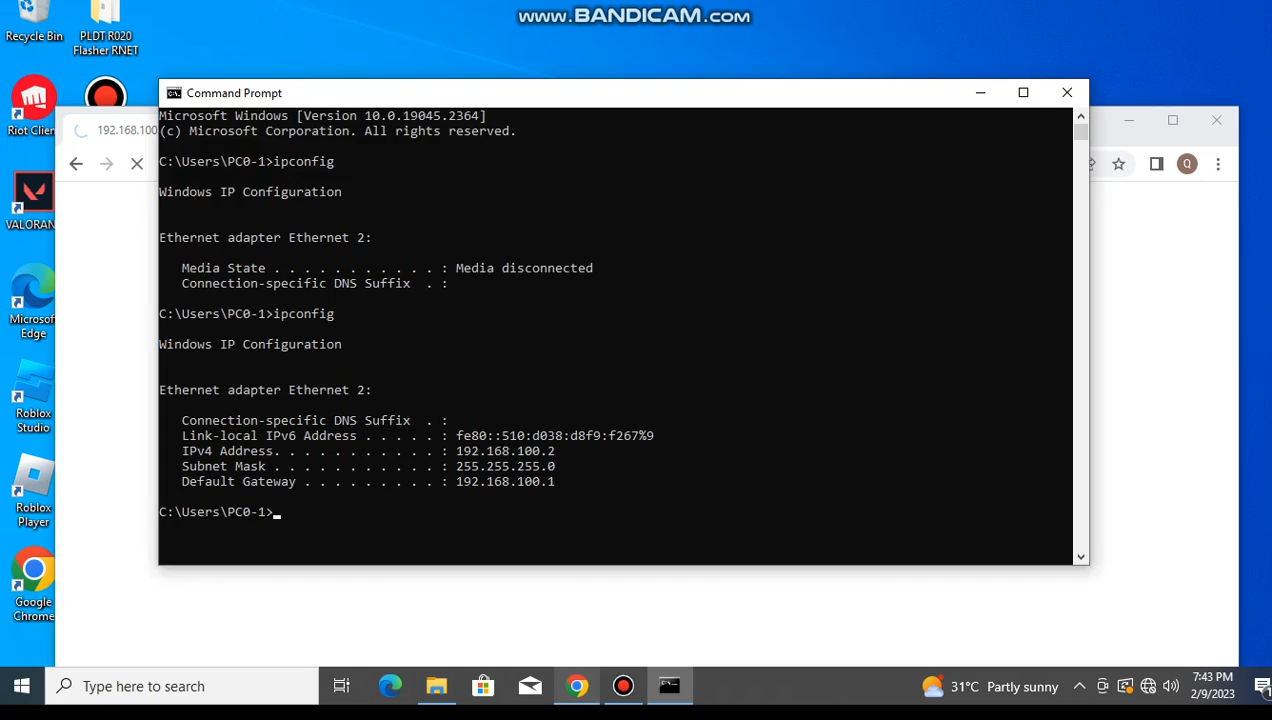 www.BANDICAM.com
Recycle Bin
PLDT R020
Flasher RNET
Riot Clien
VALORAN
Microsof
Edge
Roblox
Studio
Roblox
Player
Google
Chrome
192.168.100
Q
Command Prompt
Microsoft Windows [Version 10.0.19045.2364]
(c) Microsoft Corporation. All rights reserved.
C:\Users\PC0-1>ipconfig
Windows IP Configuration
Ethernet adapter Ethernet 2:
Media State . . . . . . . . . . . : Media disconnected
Connection-specific DNS Suffix  . :
C:\Users\PC0-1>ipconfig
Windows IP Configuration
Ethernet adapter Ethernet 2:
Connection-specific DNS Suffix  . :
Link-local IPv6 Address . . . . . : fe80::510:d038:d8f9:f267%9
IPv4 Address. . . . . . . . . . . : 192.168.100.2
Subnet Mask . . . . . . . . . . . : 255.255.255.0
Default Gateway . . . . . . . . . : 192.168.100.1
C:\Users\PC0-1>
Type here to search
31°C Partly sunny
7:43 PM
2/9/2023